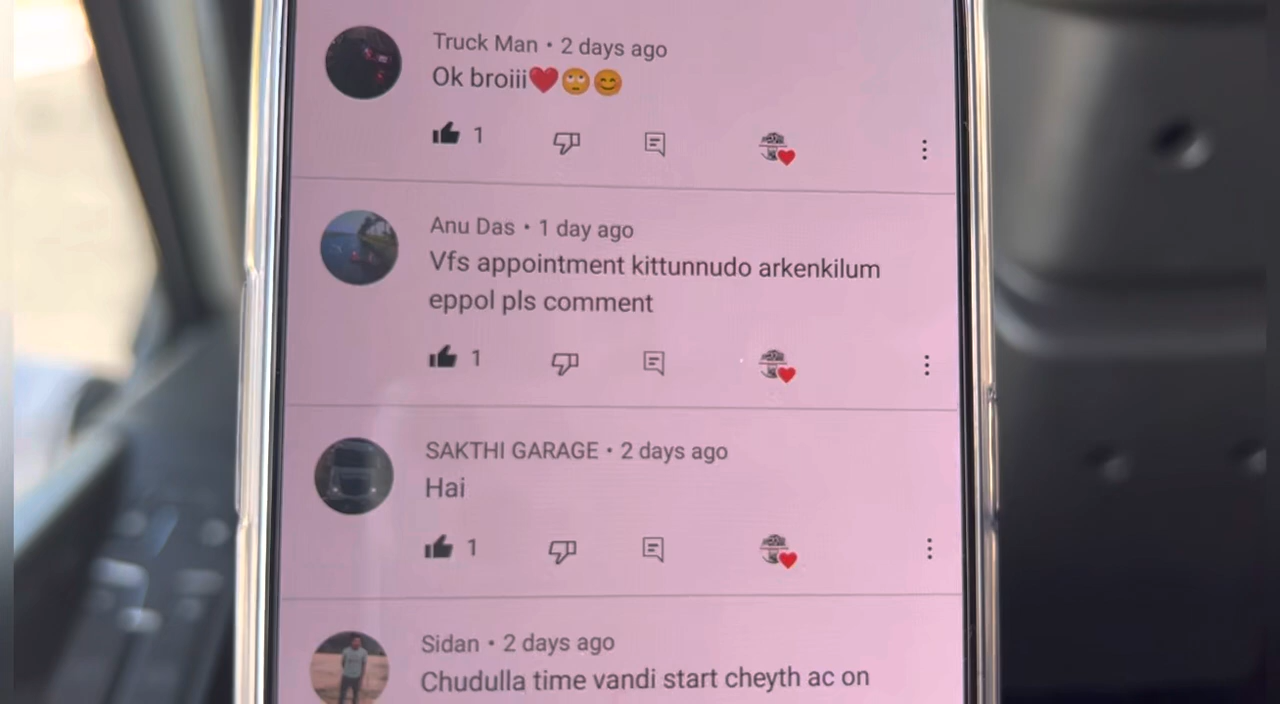 Truck Man • 2 days ago
Ok broiii❤️🙄😊
1
Anu Das • 1 day ago
Vfs appointment kittunnudo arkenkilum
eppol pls comment
1
SAKTHI GARAGE • 2 days ago
Hai
1
Sidan • 2 days ago
Chudulla time vandi start cheyth ac on